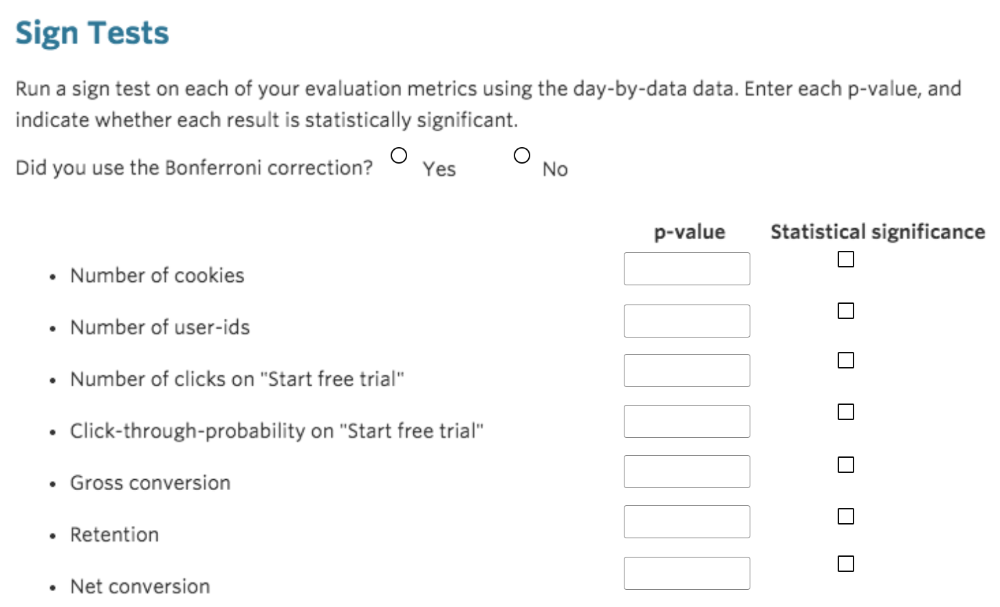 Sign Tests
Run a sign test on each of your evaluation metrics using the day-by-data data. Enter each p-value, and
indicate whether each result is statistically significant.
Did you use the Bonferroni correction? Yes No
p-value Statistical significance
• Number of cookies
• Number of user-ids
• Number of clicks on "Start free trial"
• Click-through-probability on "Start free trial"
• Gross conversion
• Retention
• Net conversion